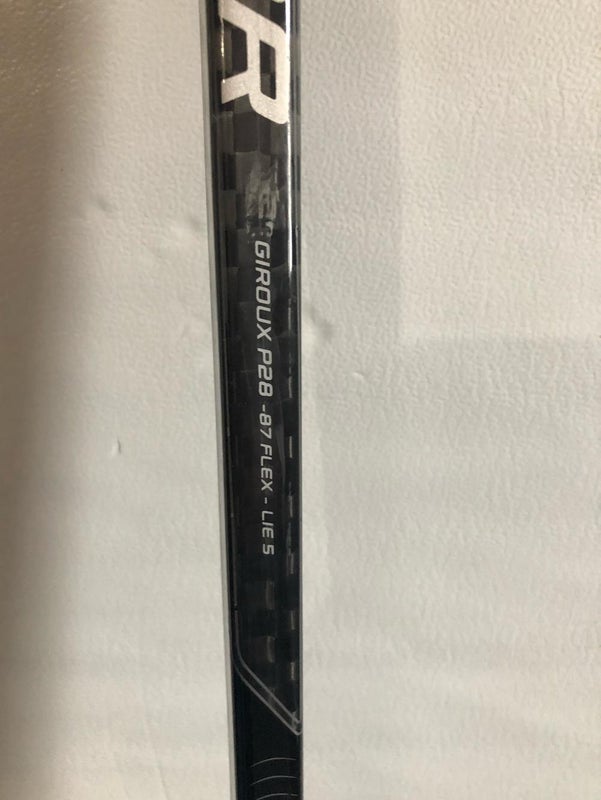 R
GIROUX P28 - 87 FLEX - LIE 5